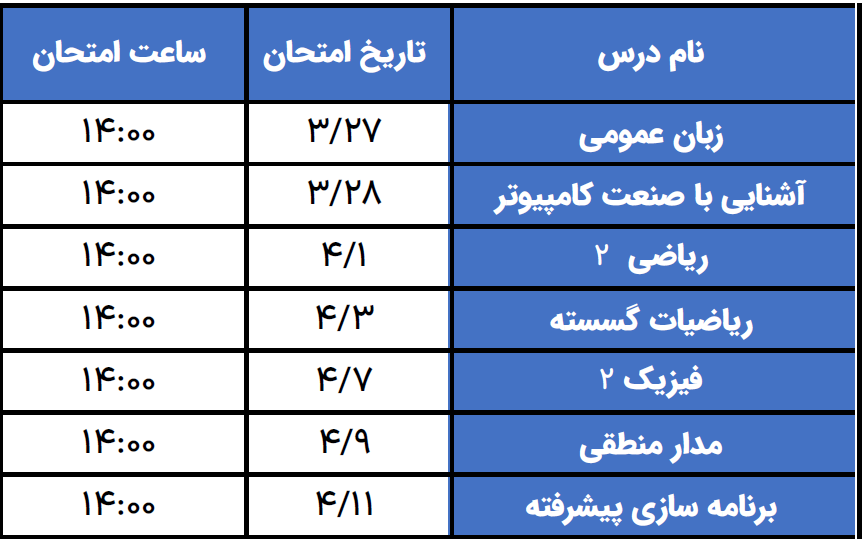 نام درس تاریخ امتحان ساعت امتحان
زبان عمومی ۳/۲۷ ۱۴:۰۰
آشنایی با صنعت کامپیوتر ۳/۲۸ ۱۴:۰۰
ریاضی ۲ ۴/۱ ۱۴:۰۰
ریاضیات گسسته ۴/۳ ۱۴:۰۰
فیزیک ۲ ۴/۷ ۱۴:۰۰
مدار منطقی ۴/۹ ۱۴:۰۰
برنامه سازی پیشرفته ۴/۱۱ ۱۴:۰۰